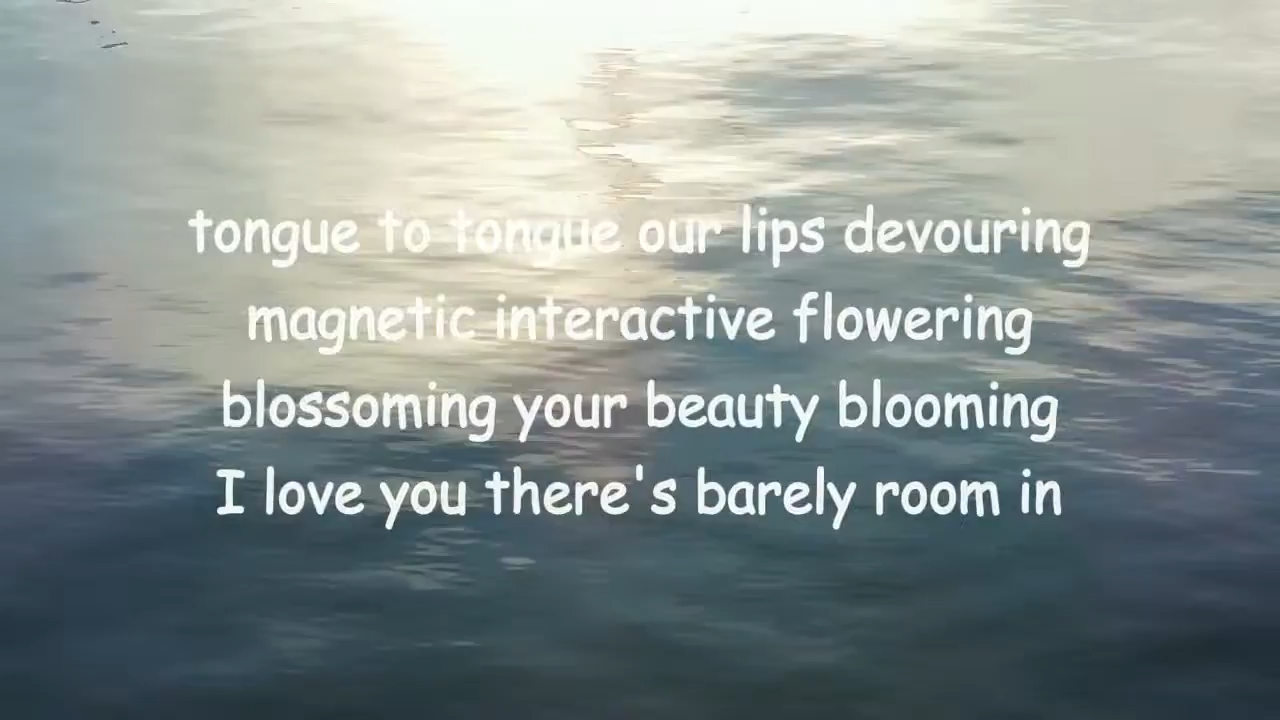 tongue to tongue our lips devouring
magnetic interactive flowering
blossoming your beauty blooming
I love you there's barely room in